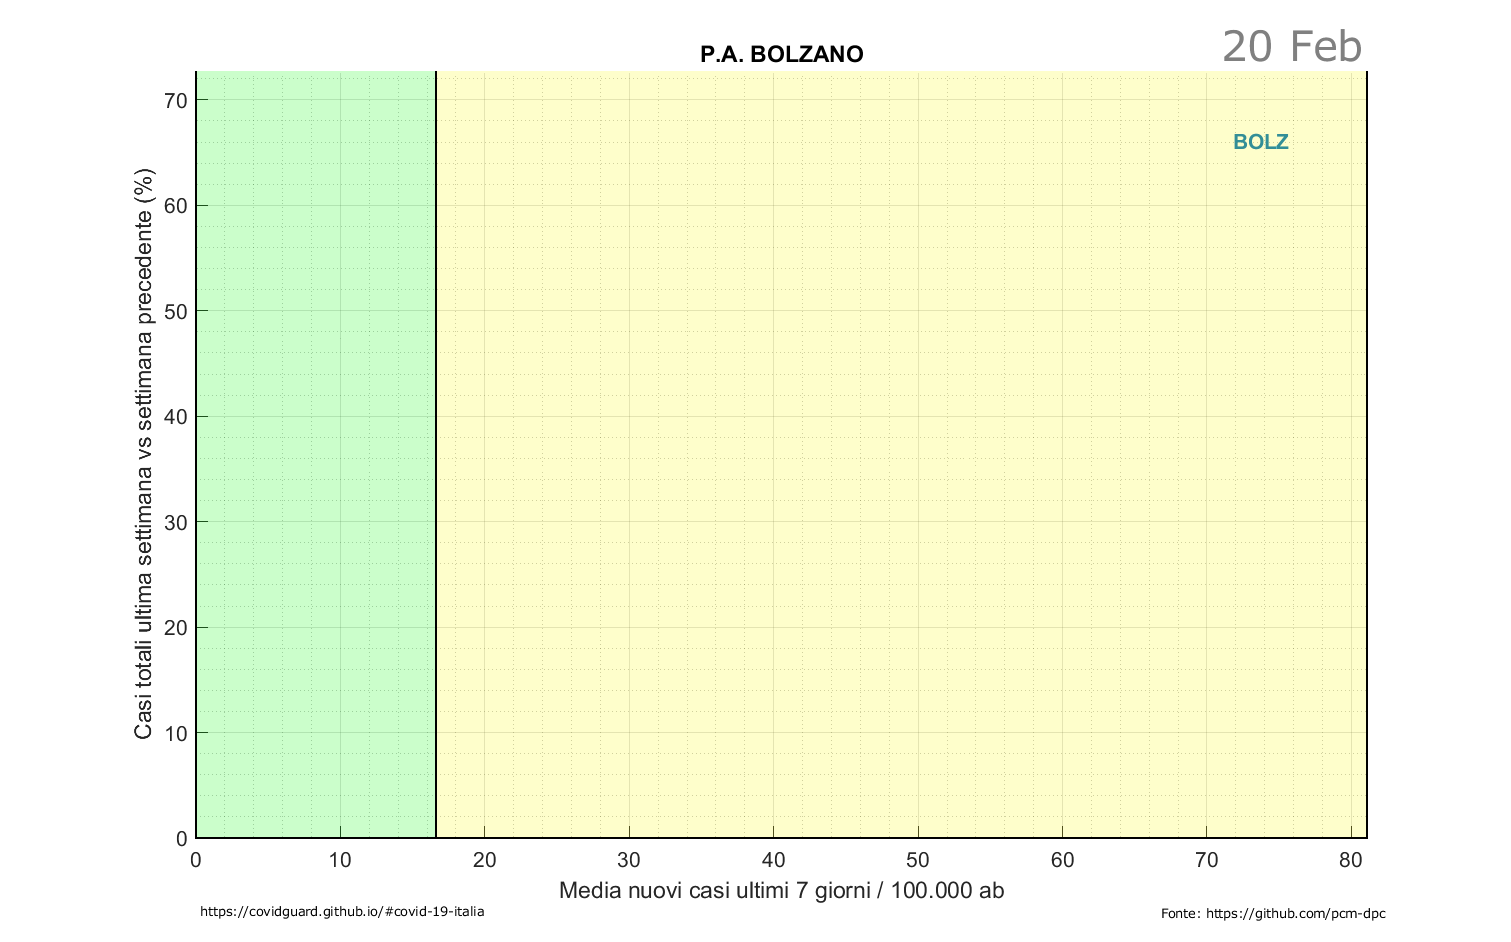 20 Feb
P.A. BOLZANO
BOLZ
Casi totali ultima settimana vs settimana precedente (%)
70
60
50
40
30
20
10
0
0 10 20 30 40 50 60 70 80
Media nuovi casi ultimi 7 giorni / 100.000 ab
https://covidguard.github.io/#covid-19-italia
Fonte: https://github.com/pcm-dpc